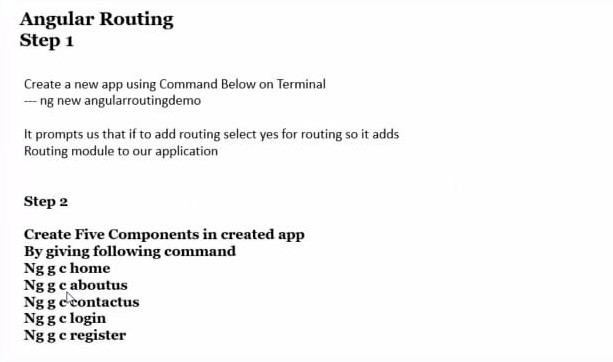 Angular Routing
Step 1
Create a new app using Command Below on Terminal
--- ng new angularroutingdemo
It prompts us that if to add routing select yes for routing so it adds
Routing module to our application
Step 2
Create Five Components in created app
By giving following command
Ng g c home
Ng g c aboutus
Ng g c contactus
Ng g c login
Ng g c register